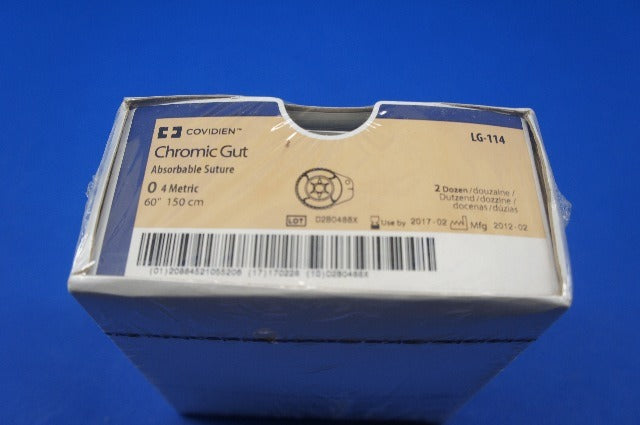 COVIDIEN™
LG-114
Chromic Gut
Absorbable Suture
0 4 Metric
60" 150 cm
2 Dozen/douzaine/
Dutzend/dozzine/
docenas/dúzias
LOT D2B0488X Use by 2017-02 Mfg 2012-02
(01)20884521055206 (17)170228 (10)D2B0488X